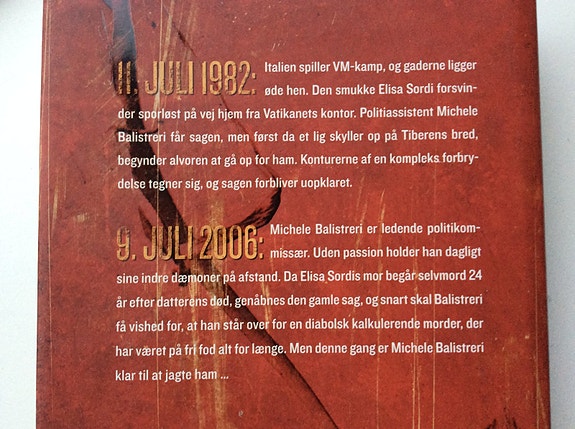 11. JULI 1982: Italien spiller VM-kamp, og gaderne ligger
øde hen. Den smukke Elisa Sordi forsvin-
der sporløst på vej hjem fra Vatikanets kontor. Politiassistent Michele
Balistreri får sagen, men først da et lig skyller op på Tiberens bred,
begynder alvoren at gå op for ham. Konturerne af en kompleks forbry-
delse tegner sig, og sagen forbliver uopklaret.
9. JULI 2006: Michele Balistreri er ledende politikom-
missær. Uden passion holder han dagligt
sine indre dæmoner på afstand. Da Elisa Sordis mor begår selvmord 24
år efter datterens død, genåbnes den gamle sag, og snart skal Balistreri
få vished for, at han står over for en diabolsk kalkulerende morder, der
har været på fri fod alt for længe. Men denne gang er Michele Balistreri
klar til at jagte ham ...